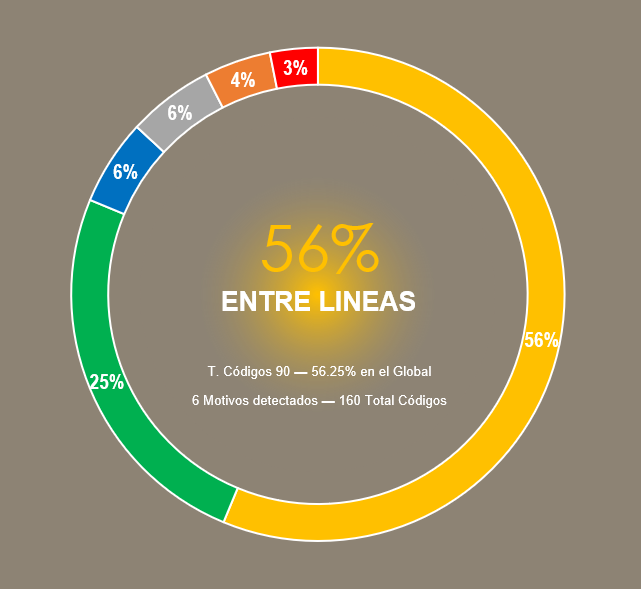 3%
4%
6%
6%
56%
ENTRE LINEAS
56%
T. Códigos 90 — 56.25% en el Global
25%
6 Motivos detectados — 160 Total Códigos